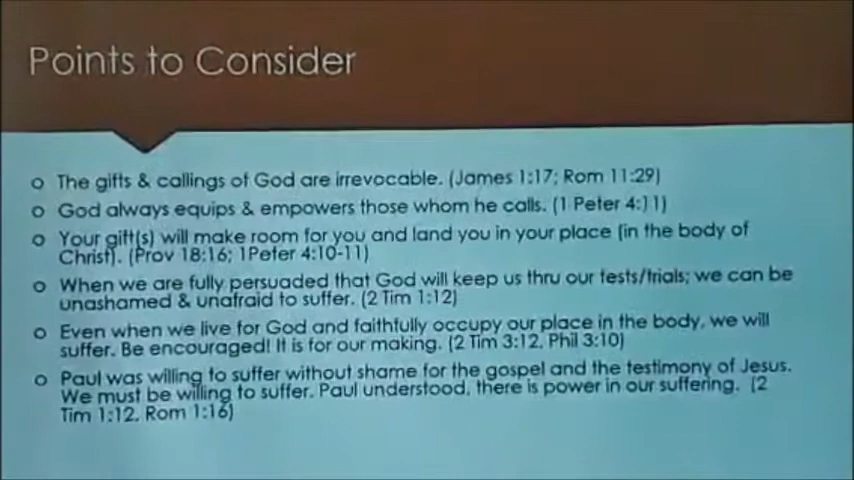 Points to Consider
The gifts & callings of God are irrevocable. (James 1:17; Rom 11:29)
God always equips & empowers those whom he calls. (1 Peter 4:11)
Your gift(s) will make room for you and land you in your place (in the body of
Christ). (Prov 18:16; 1Peter 4:10-11)
When we are fully persuaded that God will keep us thru our tests/trials; we can be
unashamed & unafraid to suffer. (2 Tim 1:12)
Even when we live for God and faithfully occupy our place in the body, we will
suffer. Be encouraged! It is for our making. (2 Tim 3:12, Phil 3:10)
Paul was willing to suffer without shame for the gospel and the testimony of Jesus.
We must be willing to suffer. Paul understood, there is power in our suffering. (2
Tim 1:12, Rom 1:16)